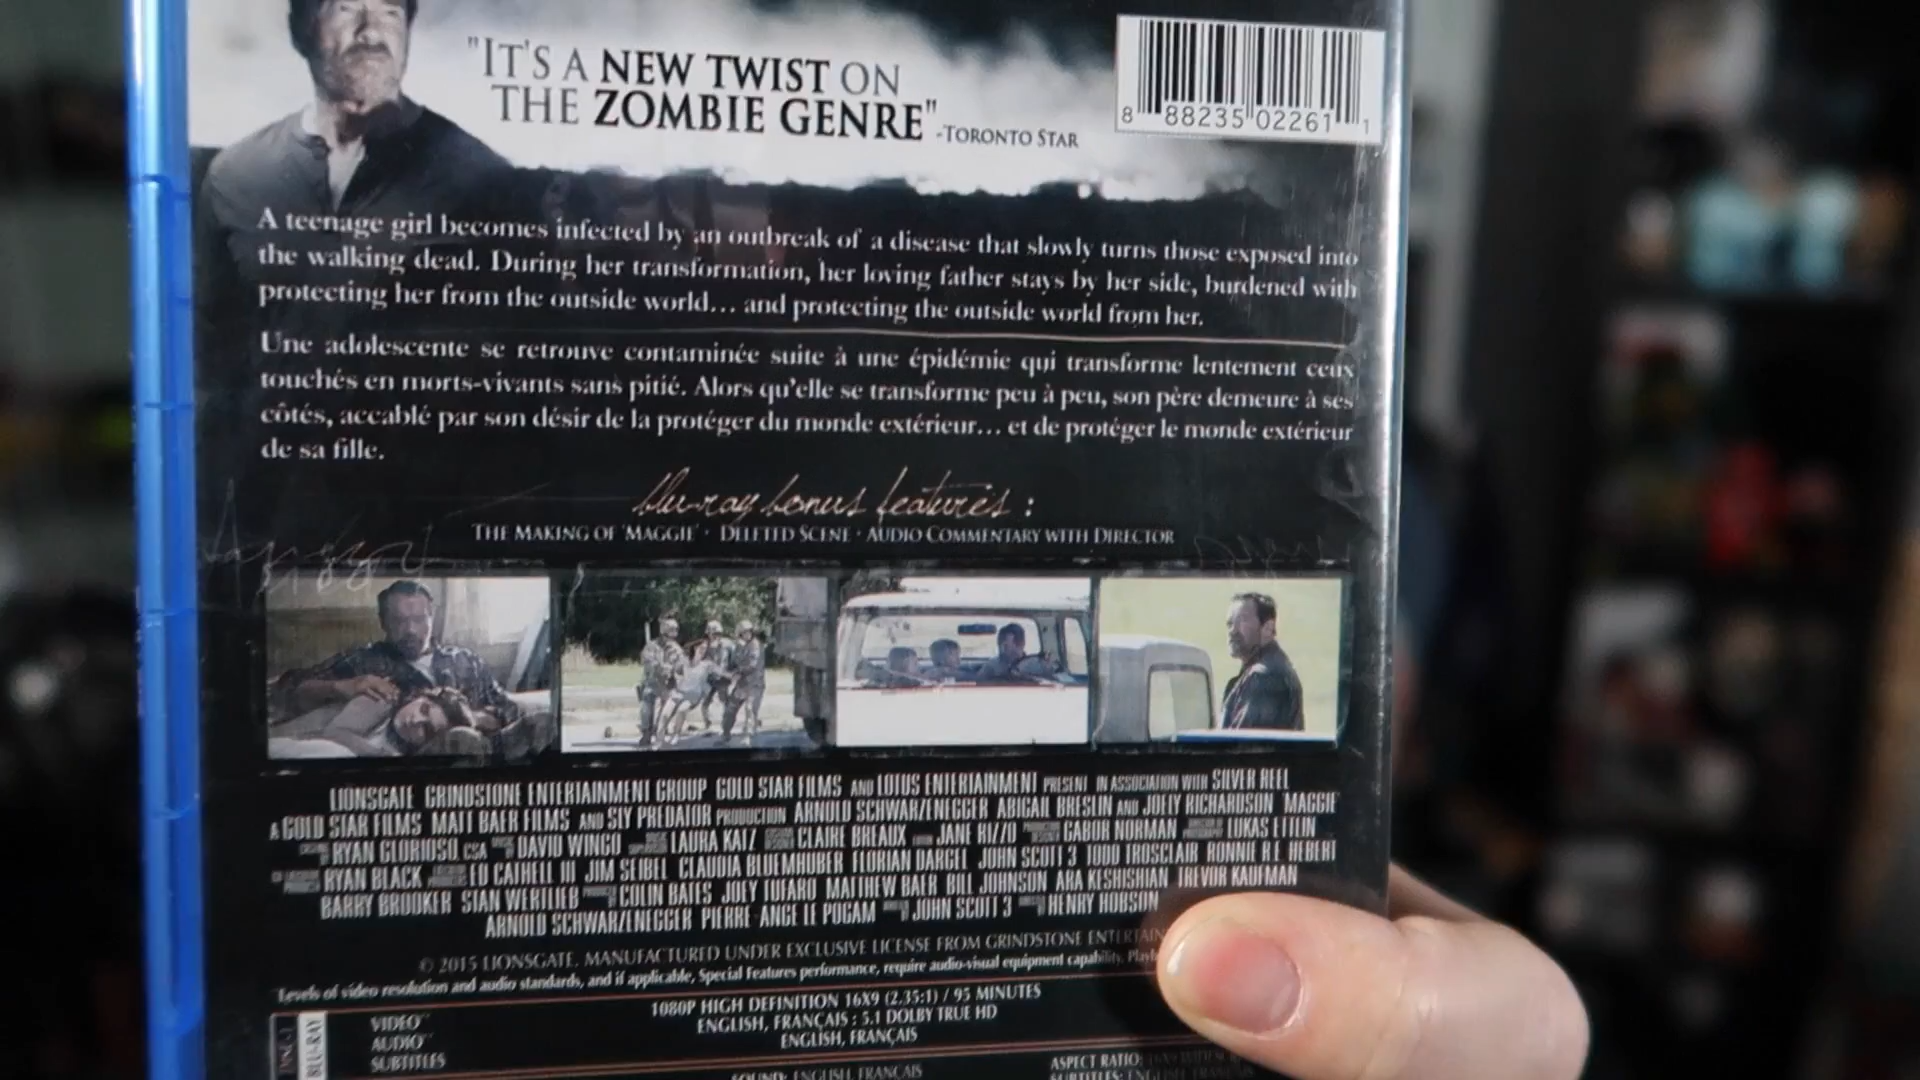 "IT'S A NEW TWIST ON
THE ZOMBIE GENRE"
-TORONTO STAR
8 88235 02261 1
A teenage girl becomes infected by an outbreak of a disease that slowly turns those exposed into
the walking dead. During her transformation, her loving father stays by her side, burdened with
protecting her from the outside world... and protecting the outside world from her.
Une adolescente se retrouve contaminée suite à une épidémie qui transforme lentement ceux
touchés en morts-vivants sans pitié. Alors qu'elle se transforme peu à peu, son père demeure à ses
côtés, accablé par son désir de la protéger du monde extérieur... et de protéger le monde extérieur
de sa fille.
blu-ray bonus features :
THE MAKING OF 'MAGGIE' · DELETED SCENE · AUDIO COMMENTARY WITH DIRECTOR
LIONSGATE GRINDSTONE ENTERTAINMENT GROUP GOLD STAR FILMS AND LOTUS ENTERTAINMENT PRESENT IN ASSOCIATION WITH SILVER REEL
A GOLD STAR FILMS MATT BAER FILMS AND SLY PREDATOR PRODUCTION ARNOLD SCHWARZENEGGER ABIGAIL BRESLIN AND JOELY RICHARDSON MAGGIE
RYAN GLORIOSO, CSA DAVID WINGO LAURA KATZ CLAIRE BREAUX JANE RIZZO GABOR NORMAN LUKAS ETTLIN
RYAN BLACK ED CATHELL III JIM SEIBEL CLAUDIA BLUEMHUBER FLORIAN DARGEL JOHN SCOTT 3 TODD TROSCLAIR RONNIE R.L. HEBERT
BARRY BROOKER STAN WERTLIEB COLIN BATES JOEY TUFARO MATTHEW BAER BILL JOHNSON ARA KESHISHIAN TREVOR KAUFMAN
ARNOLD SCHWARZENEGGER PIERRE-ANGE LE POGAM JOHN SCOTT 3 HENRY HOBSON
© 2015 LIONSGATE. MANUFACTURED UNDER EXCLUSIVE LICENSE FROM GRINDSTONE
Levels of video resolution and audio standards, and if applicable, Special Features performance, require audio-visual equipment capability.
VIDEO 1080P HIGH DEFINITION 16X9 (2.35:1) / 95 MINUTES
AUDIO ENGLISH, FRANÇAIS : 5.1 DOLBY TRUE HD
SUBTITLES ENGLISH, FRANÇAIS
BLU-RAY
SOUND: ENGLISH, FRANÇAIS
ASPECT RATIO:
SUBTITLES: